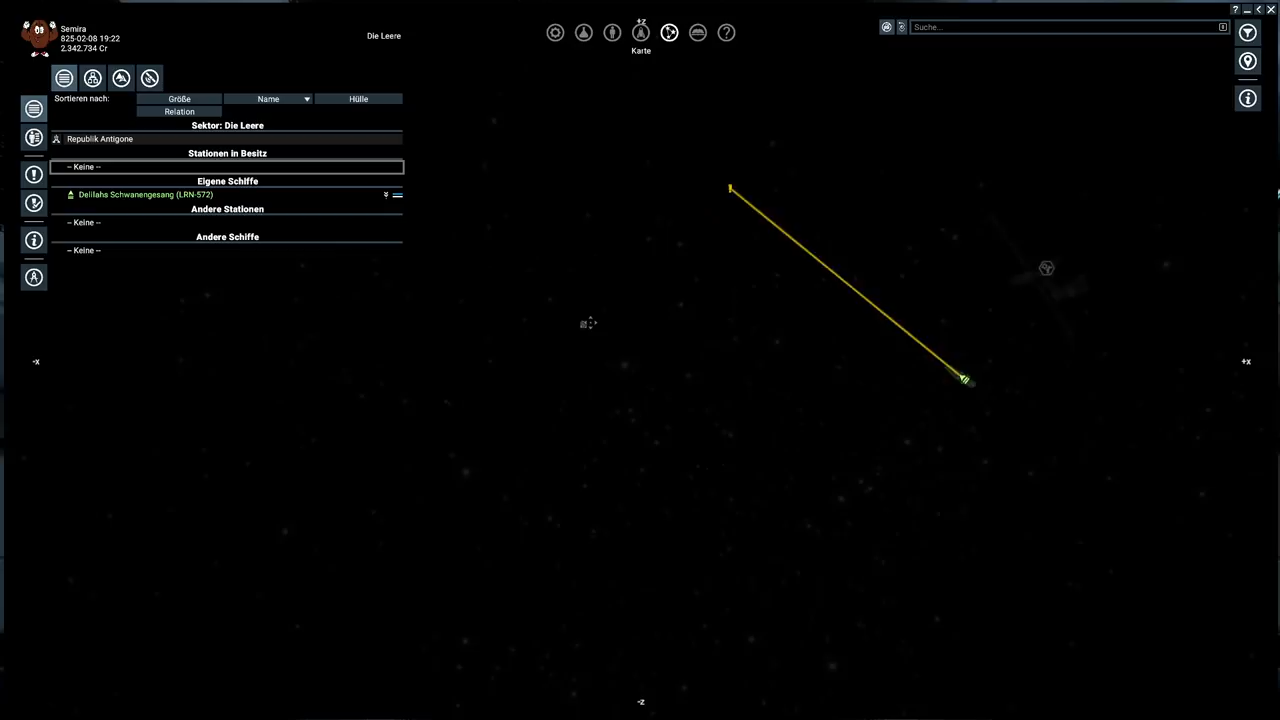 Semira
825-02-08 19:22
2.342.734 Cr
Die Leere
+z
Karte
Suche...
Sortieren nach:
Größe
Name
Hülle
Relation
Sektor: Die Leere
Republik Antigone
Stationen in Besitz
-- Keine --
Eigene Schiffe
Delilahs Schwanengesang (LRN-572)
Andere Stationen
-- Keine --
Andere Schiffe
-- Keine --
-x
+x
-z